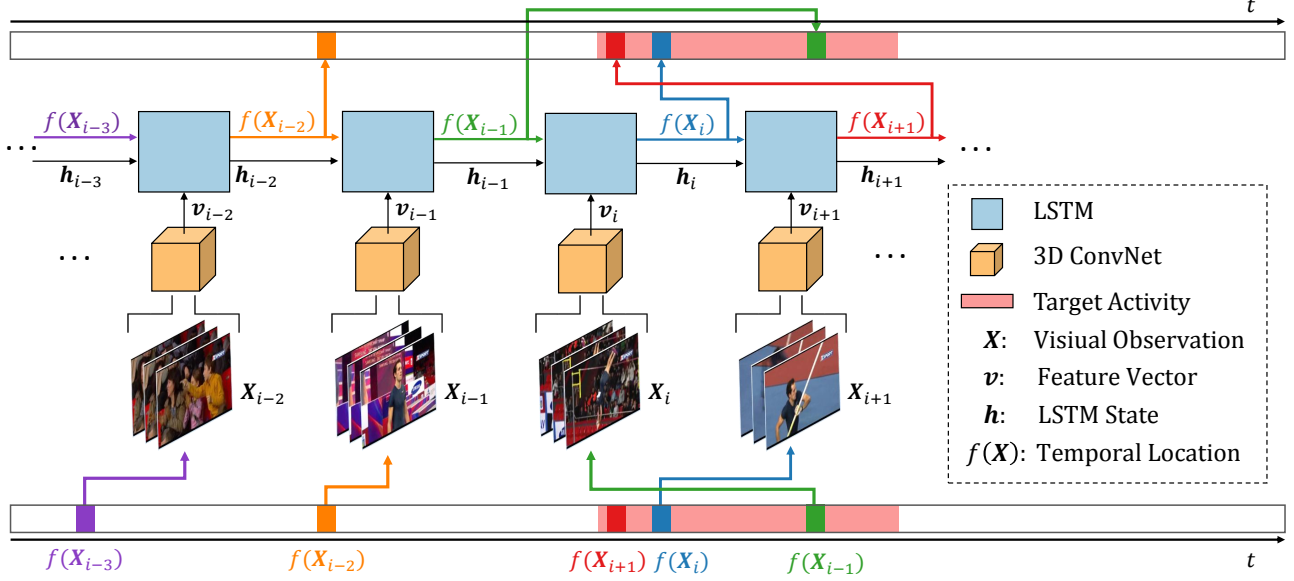 t
f(X_{i−3})
f(X_{i−2})
f(X_{i−1})
f(X_i)
f(X_{i+1})
...
...
h_{i−3}
h_{i−2}
h_{i−1}
h_i
h_{i+1}
v_{i−2}
v_{i−1}
v_i
v_{i+1}
...
...
X_{i−2}
X_{i−1}
X_i
X_{i+1}
LSTM
3D ConvNet
Target Activity
X: Visiual Observation
v: Feature Vector
h: LSTM State
f(X): Temporal Location
f(X_{i−3})
f(X_{i−2})
f(X_{i+1})
f(X_i)
f(X_{i−1})
t